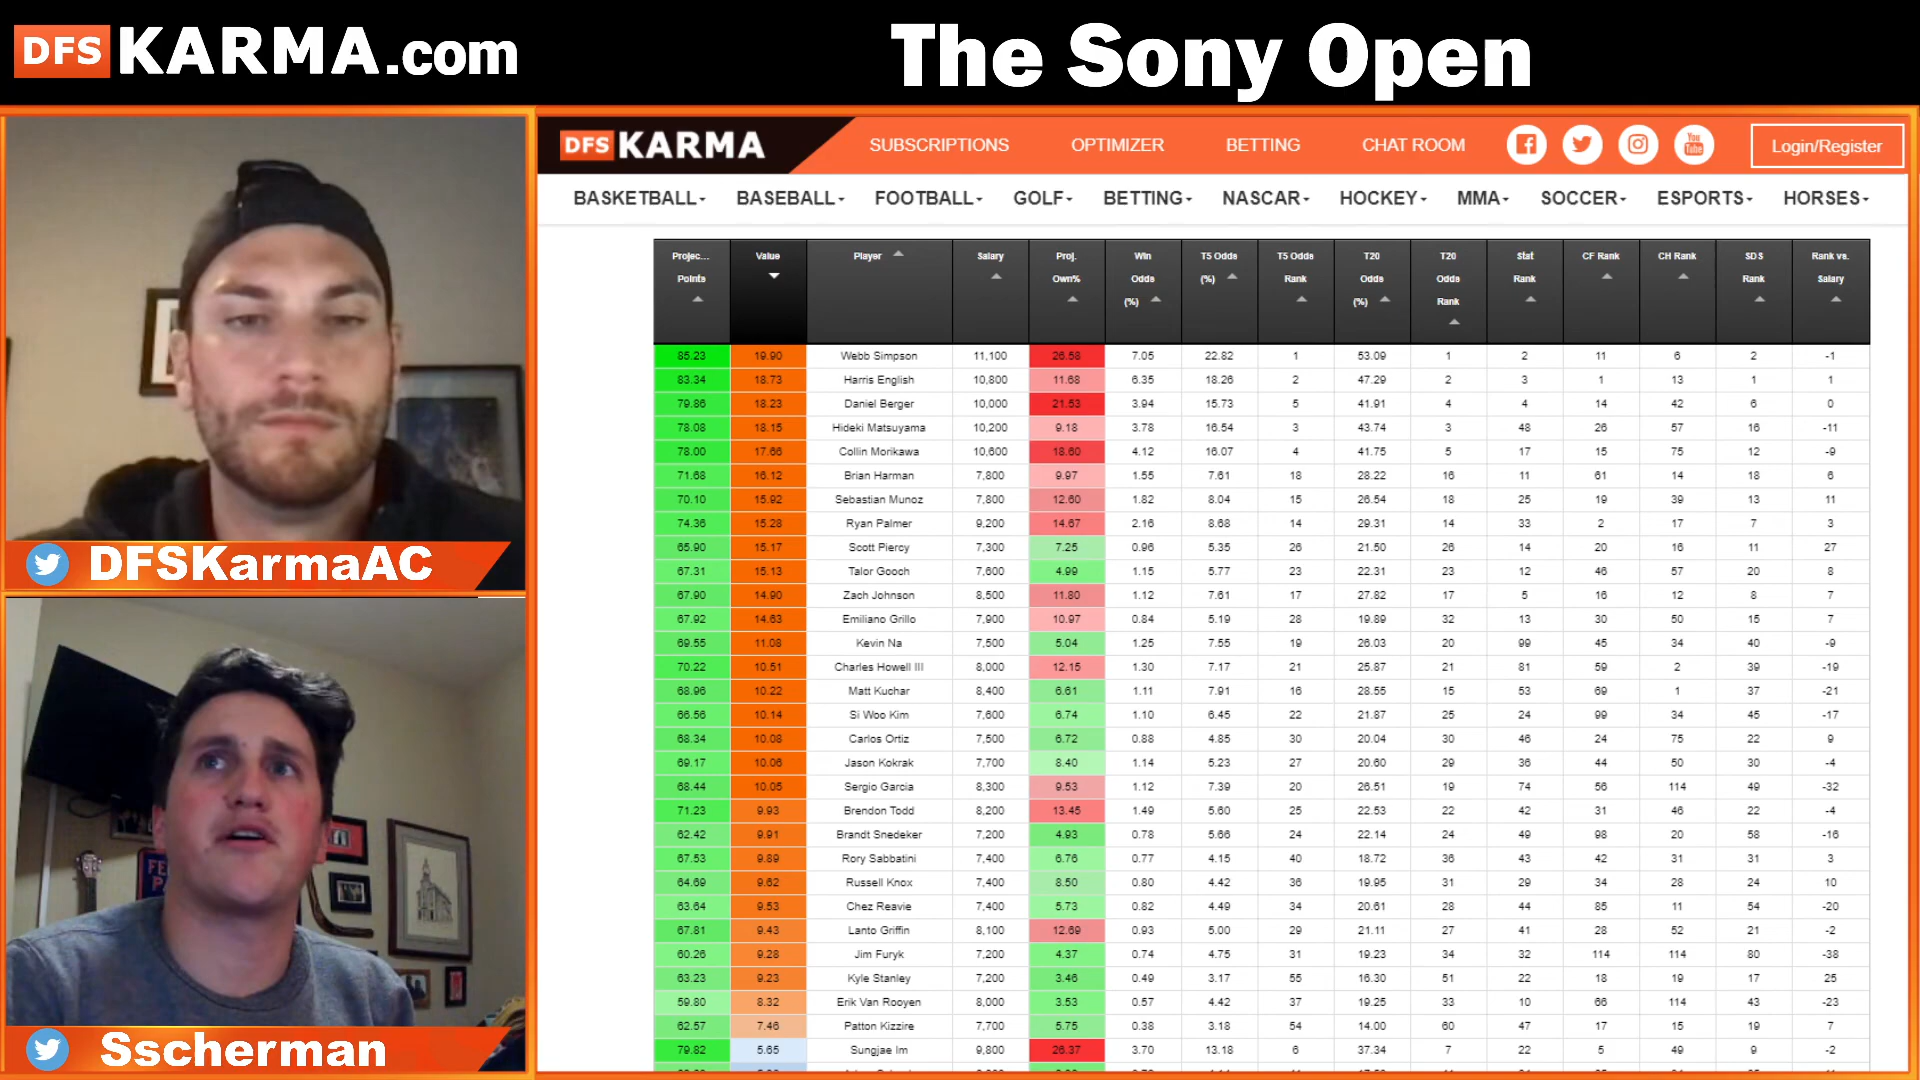 DFS KARMA.com
The Sony Open
DFS KARMA SUBSCRIPTIONS OPTIMIZER BETTING CHAT ROOM Login/Register
BASKETBALL BASEBALL FOOTBALL GOLF BETTING NASCAR HOCKEY MMA SOCCER ESPORTS HORSES
Projec... Points Value Player Salary Proj. Own% Win Odds (%) T5 Odds (%) T5 Odds Rank T20 Odds (%) T20 Odds Rank Stat Rank CF Rank CH Rank SDS Rank Rank vs. Salary
85.23 19.90 Webb Simpson 11,100 26.58 7.05 22.82 1 53.09 1 2 11 6 2 -1
83.34 18.73 Harris English 10,800 11.68 6.35 18.26 2 47.29 2 3 1 13 1 1
79.86 18.23 Daniel Berger 10,000 21.53 3.94 15.73 5 41.91 4 4 14 42 6 0
78.08 18.15 Hideki Matsuyama 10,200 9.18 3.78 16.54 3 43.74 3 48 26 57 16 -11
78.00 17.66 Collin Morikawa 10,600 18.60 4.12 16.07 4 41.75 5 17 15 75 12 -9
71.68 16.12 Brian Harman 7,800 9.97 1.55 7.61 18 28.22 16 11 61 14 18 6
70.10 15.92 Sebastian Munoz 7,800 12.60 1.82 8.04 15 26.54 18 25 19 39 13 11
74.36 15.28 Ryan Palmer 9,200 14.67 2.16 8.68 14 29.31 14 33 2 17 7 3
65.90 15.17 Scott Piercy 7,300 7.25 0.96 5.35 26 21.50 26 14 20 16 11 27
67.31 15.13 Talor Gooch 7,600 4.99 1.15 5.77 23 22.31 23 12 46 57 20 8
67.90 14.90 Zach Johnson 8,500 11.80 1.12 7.61 17 27.82 17 5 16 12 8 7
67.92 14.63 Emiliano Grillo 7,900 10.97 0.84 5.19 28 19.89 32 13 30 50 15 7
69.55 11.08 Kevin Na 7,500 5.04 1.25 7.55 19 26.03 20 99 45 34 40 -9
70.22 10.51 Charles Howell III 8,000 12.15 1.30 7.17 21 25.87 21 81 59 2 39 -19
68.96 10.22 Matt Kuchar 8,400 6.61 1.11 7.91 16 28.55 15 53 69 1 37 -21
66.56 10.14 Si Woo Kim 7,600 6.74 1.10 6.45 22 21.87 25 24 99 34 45 -17
68.34 10.08 Carlos Ortiz 7,500 6.72 0.88 4.85 30 20.04 30 46 24 75 22 9
69.17 10.06 Jason Kokrak 7,700 8.40 1.14 5.23 27 20.60 29 36 44 50 30 -4
68.44 10.05 Sergio Garcia 8,300 9.53 1.12 7.39 20 26.51 19 74 56 114 49 -32
71.23 9.93 Brendon Todd 8,200 13.45 1.49 5.60 25 22.53 22 42 31 46 22 -4
62.42 9.91 Brandt Snedeker 7,200 4.93 0.78 5.66 24 22.14 24 49 98 20 58 -16
67.53 9.89 Rory Sabbatini 7,400 6.76 0.77 4.15 40 18.72 36 43 42 31 31 3
64.69 9.62 Russell Knox 7,400 8.50 0.80 4.42 36 19.95 31 29 34 28 24 10
63.64 9.53 Chez Reavie 7,400 5.73 0.82 4.49 34 20.61 28 44 85 11 54 -20
67.81 9.43 Lanto Griffin 8,100 12.69 0.93 5.00 29 21.11 27 41 28 52 21 -2
60.26 9.28 Jim Furyk 7,200 4.37 0.74 4.75 31 19.23 34 32 114 114 80 -38
63.23 9.23 Kyle Stanley 7,200 3.46 0.49 3.17 55 16.30 51 22 18 19 17 25
59.80 8.32 Erik Van Rooyen 8,000 3.53 0.57 4.42 37 19.25 33 10 66 114 43 -23
62.57 7.46 Patton Kizzire 7,700 5.75 0.38 3.18 54 14.00 60 47 17 15 19 7
79.82 5.65 Sungjae Im 9,800 26.37 3.70 13.18 6 37.34 7 22 5 49 9 -2
DFSKarmaAC
Sscherman